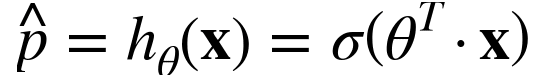 p̂ = h_θ(𝐱) = σ(θ^T · 𝐱)